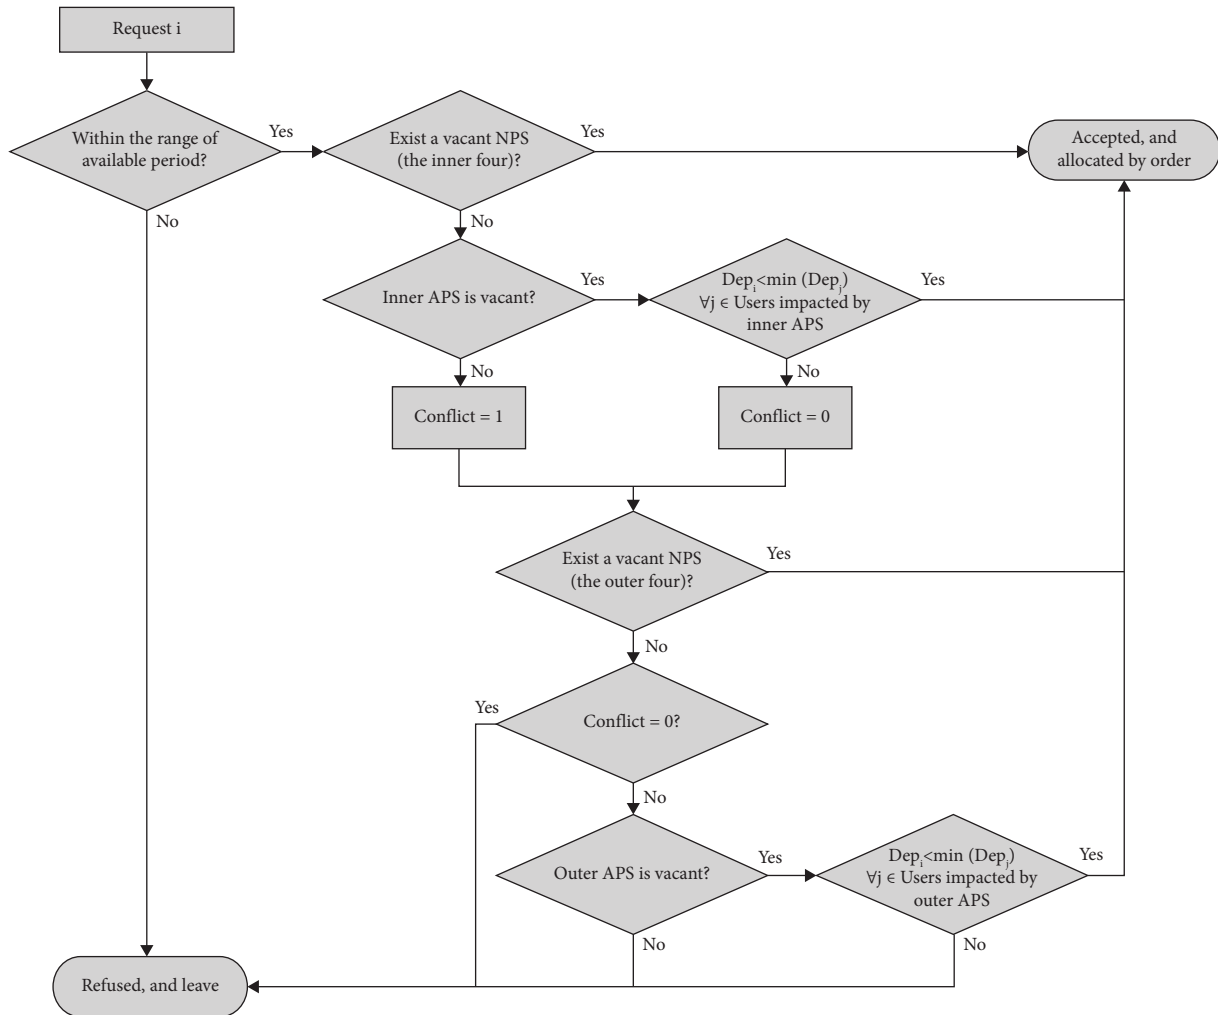 Request i
Within the range of
available period?
Yes
No
Exist a vacant NPS
(the inner four)?
Yes
No
Accepted, and
allocated by order
Inner APS is vacant?
Yes
No
Depᵢ<min (Depⱼ)
∀j ∈ Users impacted by
inner APS
Yes
No
Conflict = 1
Conflict = 0
Exist a vacant NPS
(the outer four)?
Yes
No
Conflict = 0?
Yes
No
Outer APS is vacant?
Yes
No
Depᵢ<min (Depⱼ)
∀j ∈ Users impacted by
outer APS
Yes
No
Refused, and leave